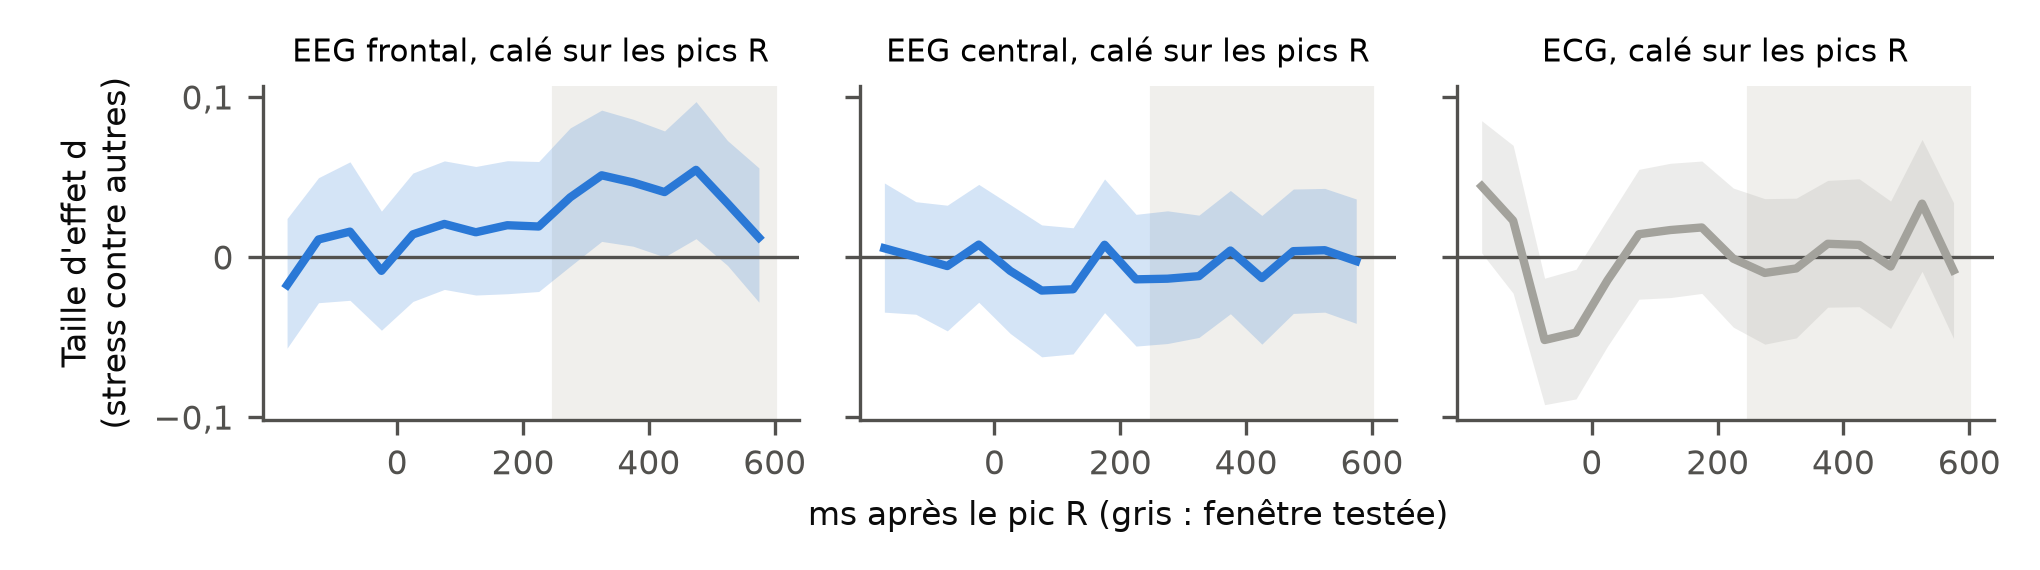 EEG frontal, calé sur les pics R
EEG central, calé sur les pics R
ECG, calé sur les pics R
Taille d'effet d
(stress contre autres)
0,1
0
−0,1
0 200 400 600
0 200 400 600
0 200 400 600
ms après le pic R (gris : fenêtre testée)